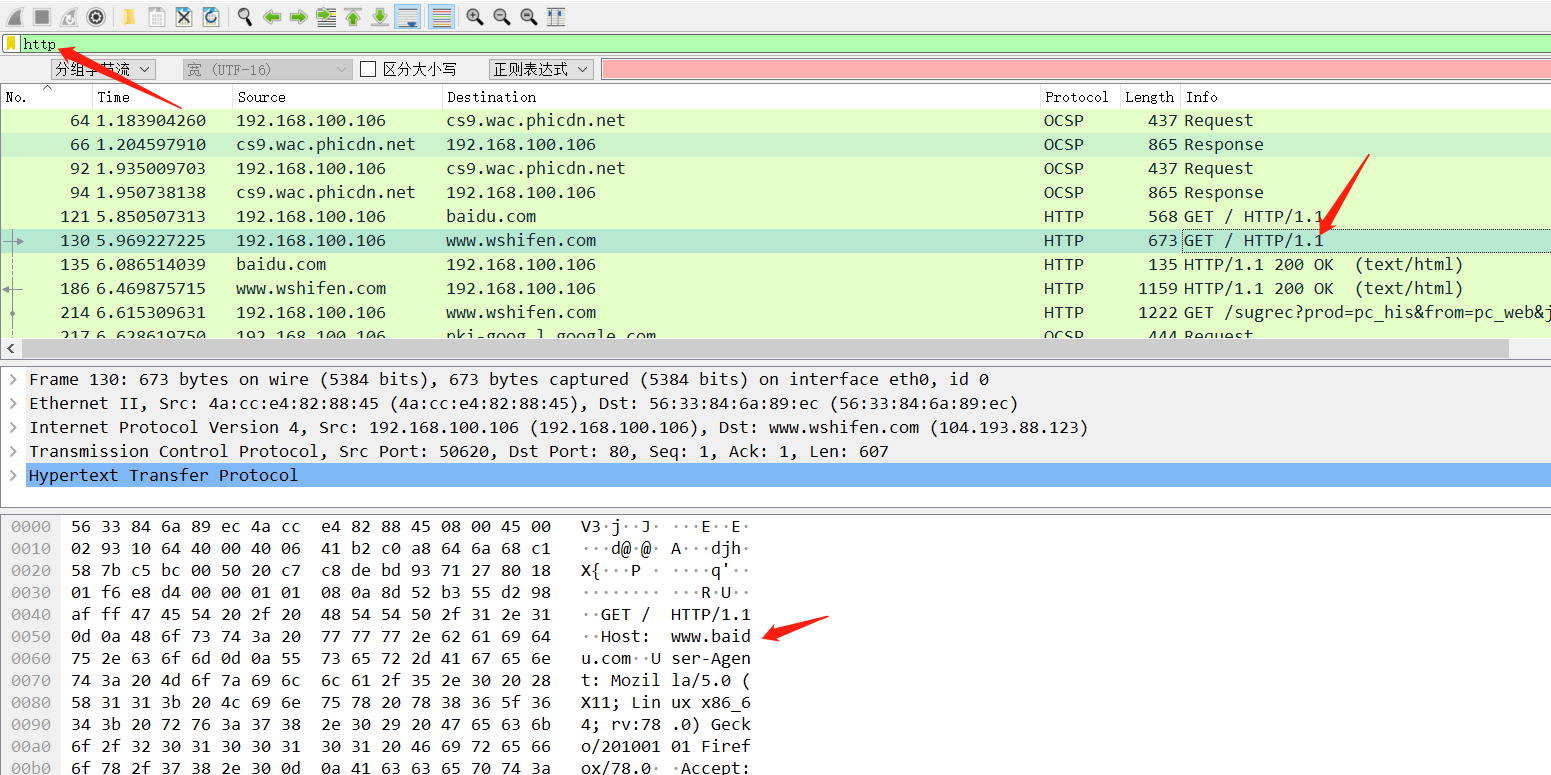 http
分组字节流 宽 (UTF-16) 区分大小写 正则表达式
No. Time Source Destination Protocol Length Info
64 1.183904260 192.168.100.106 cs9.wac.phicdn.net OCSP 437 Request
66 1.204597910 cs9.wac.phicdn.net 192.168.100.106 OCSP 865 Response
92 1.935009703 192.168.100.106 cs9.wac.phicdn.net OCSP 437 Request
94 1.950738138 cs9.wac.phicdn.net 192.168.100.106 OCSP 865 Response
121 5.850507313 192.168.100.106 baidu.com HTTP 568 GET / HTTP/1.1
130 5.969227225 192.168.100.106 www.wshifen.com HTTP 673 GET / HTTP/1.1
135 6.086514039 baidu.com 192.168.100.106 HTTP 135 HTTP/1.1 200 OK (text/html)
186 6.469875715 www.wshifen.com 192.168.100.106 HTTP 1159 HTTP/1.1 200 OK (text/html)
214 6.615309631 192.168.100.106 www.wshifen.com HTTP 1222 GET /sugrec?prod=pc_his&from=pc_web&j
217 6.628619750 192.168.100.106 pki-goog.l.google.com OCSP 444 Request
Frame 130: 673 bytes on wire (5384 bits), 673 bytes captured (5384 bits) on interface eth0, id 0
Ethernet II, Src: 4a:cc:e4:82:88:45 (4a:cc:e4:82:88:45), Dst: 56:33:84:6a:89:ec (56:33:84:6a:89:ec)
Internet Protocol Version 4, Src: 192.168.100.106 (192.168.100.106), Dst: www.wshifen.com (104.193.88.123)
Transmission Control Protocol, Src Port: 50620, Dst Port: 80, Seq: 1, Ack: 1, Len: 607
Hypertext Transfer Protocol
0000 56 33 84 6a 89 ec 4a cc e4 82 88 45 08 00 45 00 V3·j··J· ···E··E·
0010 02 93 10 64 40 00 40 06 41 b2 c0 a8 64 6a 68 c1 ···d@·@· A···djh·
0020 58 7b c5 bc 00 50 20 c7 c8 de bd 93 71 27 80 18 X{···P · ····q'··
0030 01 f6 e8 d4 00 00 01 01 08 0a 8d 52 b3 55 d2 98 ········ ···R·U··
0040 af ff 47 45 54 20 2f 20 48 54 54 50 2f 31 2e 31 ··GET / HTTP/1.1
0050 0d 0a 48 6f 73 74 3a 20 77 77 77 2e 62 61 69 64 ··Host: www.baid
0060 75 2e 63 6f 6d 0d 0a 55 73 65 72 2d 41 67 65 6e u.com··U ser-Agen
0070 74 3a 20 4d 6f 7a 69 6c 6c 61 2f 35 2e 30 20 28 t: Mozil la/5.0 (
0080 58 31 31 3b 20 4c 69 6e 75 78 20 78 38 36 5f 36 X11; Lin ux x86_6
0090 34 3b 20 72 76 3a 37 38 2e 30 29 20 47 65 63 6b 4; rv:78 .0) Geck
00a0 6f 2f 32 30 31 30 30 31 30 31 20 46 69 72 65 66 o/201001 01 Firef
00b0 6f 78 2f 37 38 2e 30 0d 0a 41 63 63 65 70 74 3a ox/78.0· ·Accept: